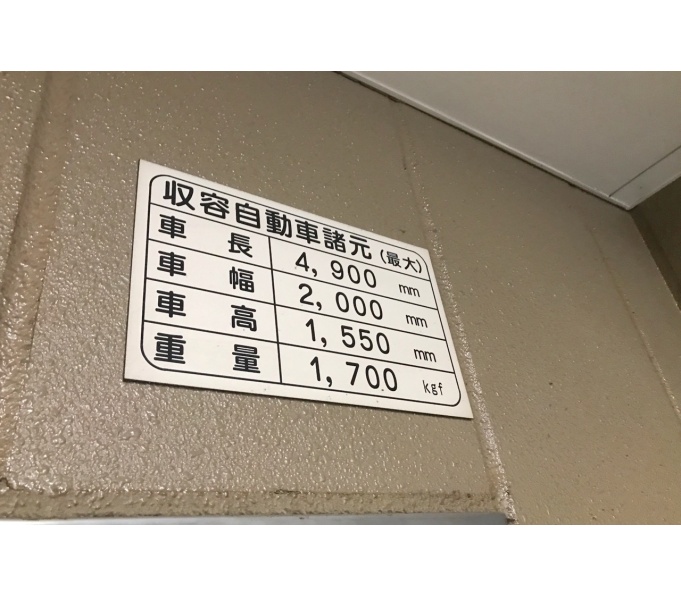 収容自動車諸元(最大)
車長 4,900 mm
車幅 2,000 mm
車高 1,550 mm
重量 1,700 kgf